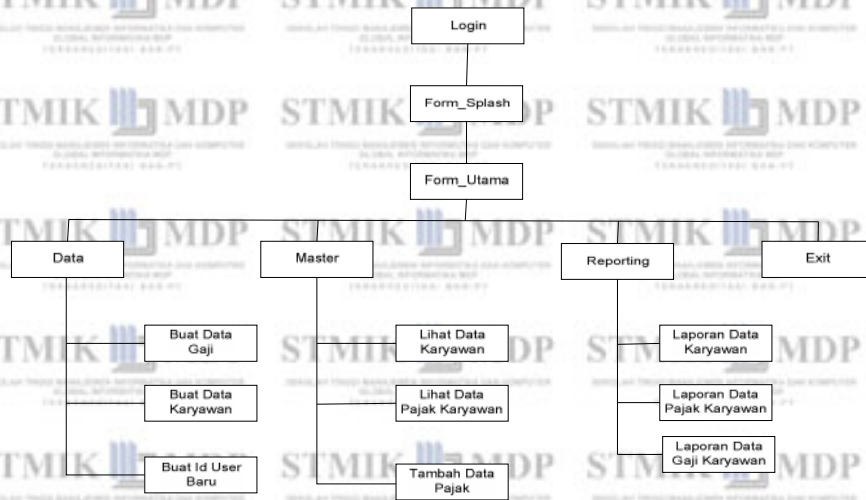 Login
Form_Splash
Form_Utama
Data
Master
Reporting
Exit
Buat Data
Gaji
Lihat Data
Karyawan
Laporan Data
Karyawan
Buat Data
Karyawan
Lihat Data
Pajak Karyawan
Laporan Data
Pajak Karyawan
Buat Id User
Baru
Tambah Data
Pajak
Laporan Data
Gaji Karyawan
STMIK MDP